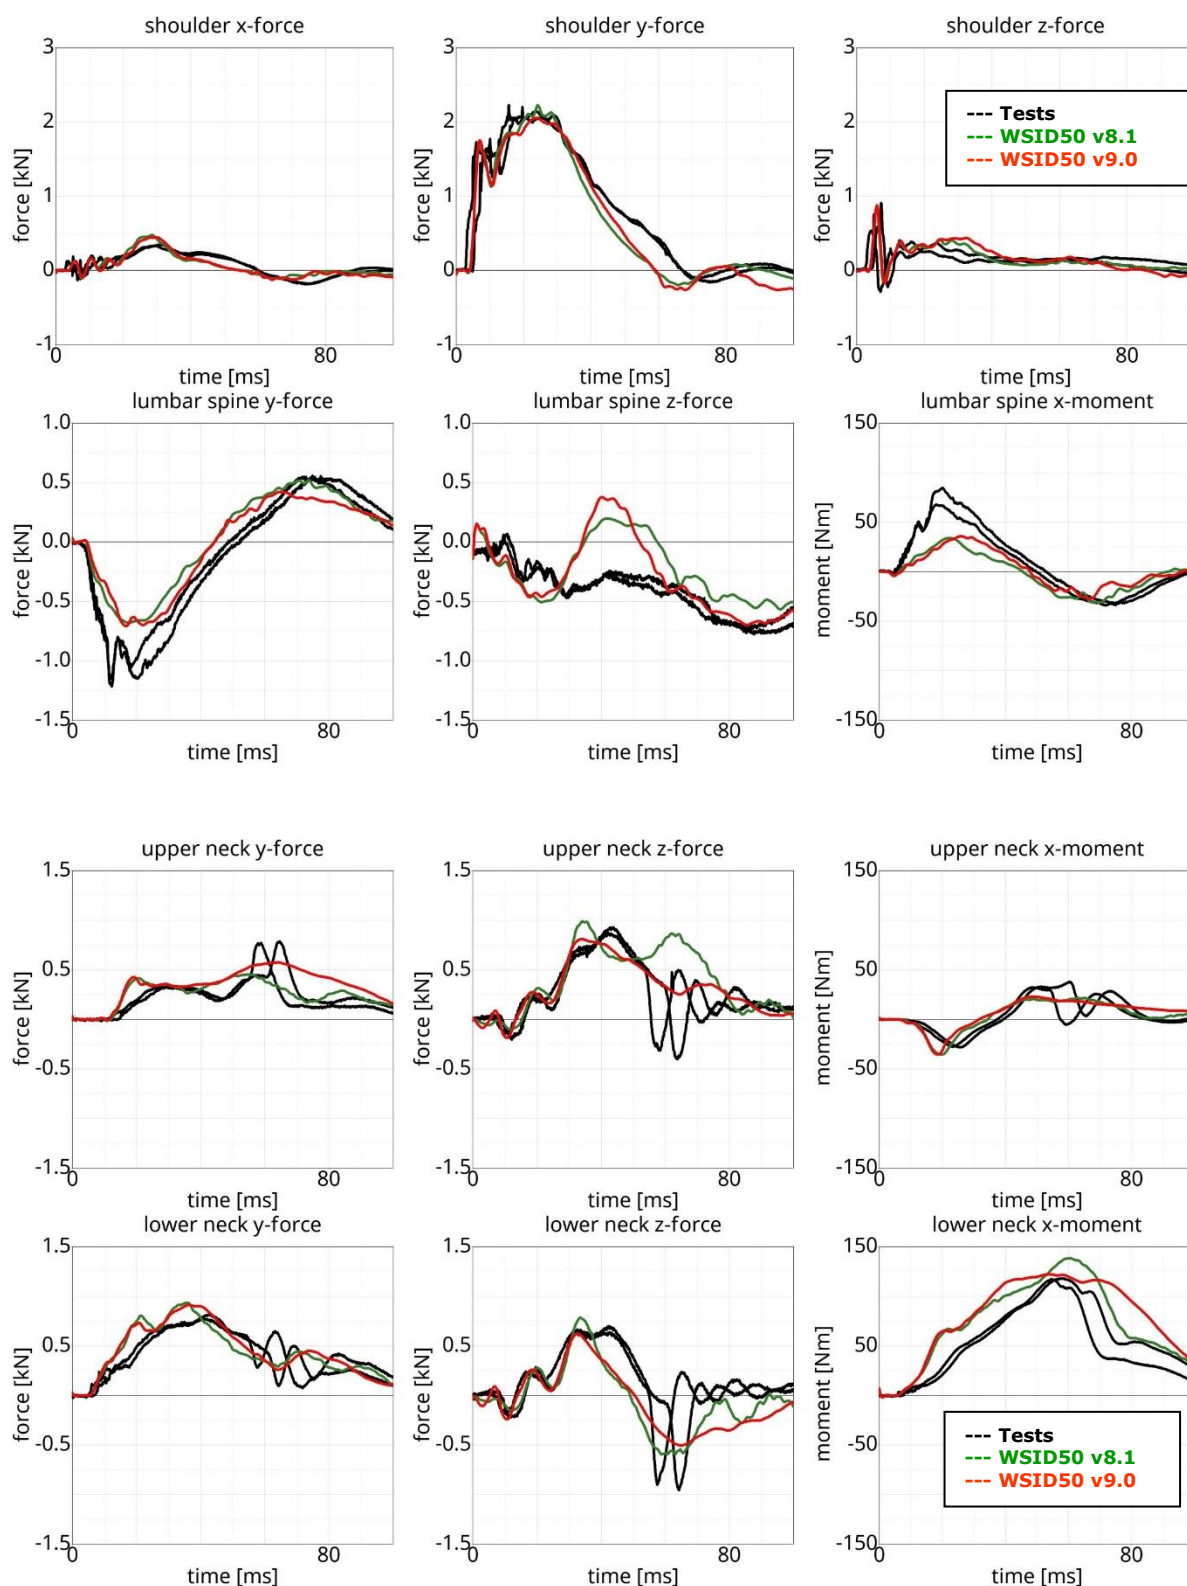 shoulder x-force
shoulder y-force
shoulder z-force
3
2
1
0
-1
force [kN]
0
80
time [ms]
3
2
1
0
-1
force [kN]
0
80
time [ms]
3
2
1
0
-1
force [kN]
0
80
time [ms]
--- Tests
--- WSID50 v8.1
--- WSID50 v9.0
lumbar spine y-force
lumbar spine z-force
lumbar spine x-moment
1.0
0.5
0.0
-0.5
-1.0
-1.5
force [kN]
0
80
time [ms]
1.0
0.5
0.0
-0.5
-1.0
-1.5
force [kN]
0
80
time [ms]
150
50
-50
-150
moment [Nm]
0
80
time [ms]
upper neck y-force
upper neck z-force
upper neck x-moment
1.5
0.5
-0.5
-1.5
force [kN]
0
80
time [ms]
1.5
0.5
-0.5
-1.5
force [kN]
0
80
time [ms]
150
50
50
-150
moment [Nm]
0
80
time [ms]
lower neck y-force
lower neck z-force
lower neck x-moment
1.5
0.5
-0.5
-1.5
force [kN]
0
80
time [ms]
1.5
0.5
-0.5
-1.5
force [kN]
0
80
time [ms]
150
50
-50
-150
moment [Nm]
0
80
time [ms]
--- Tests
--- WSID50 v8.1
--- WSID50 v9.0